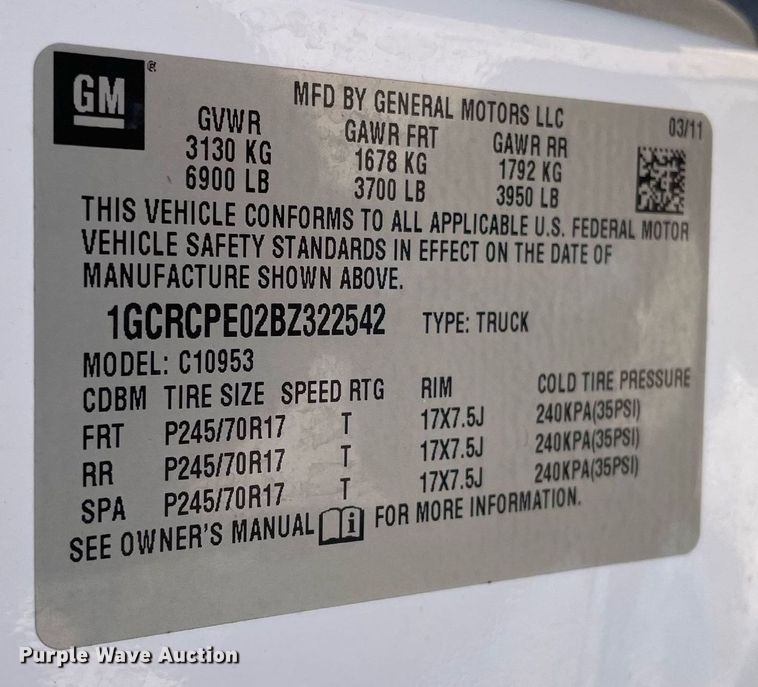 GM ®
MFD BY GENERAL MOTORS LLC 03/11
GVWR GAWR FRT GAWR RR
3130 KG 1678 KG 1792 KG
6900 LB 3700 LB 3950 LB
THIS VEHICLE CONFORMS TO ALL APPLICABLE U.S. FEDERAL MOTOR
VEHICLE SAFETY STANDARDS IN EFFECT ON THE DATE OF
MANUFACTURE SHOWN ABOVE.
1GCRCPE02BZ322542 TYPE: TRUCK
MODEL: C10953
CDBM TIRE SIZE SPEED RTG RIM COLD TIRE PRESSURE
FRT P245/70R17 T 17X7.5J 240KPA(35PSI)
RR P245/70R17 T 17X7.5J 240KPA(35PSI)
SPA P245/70R17 T 17X7.5J 240KPA(35PSI)
SEE OWNER'S MANUAL i FOR MORE INFORMATION.
Purple Wave Auction